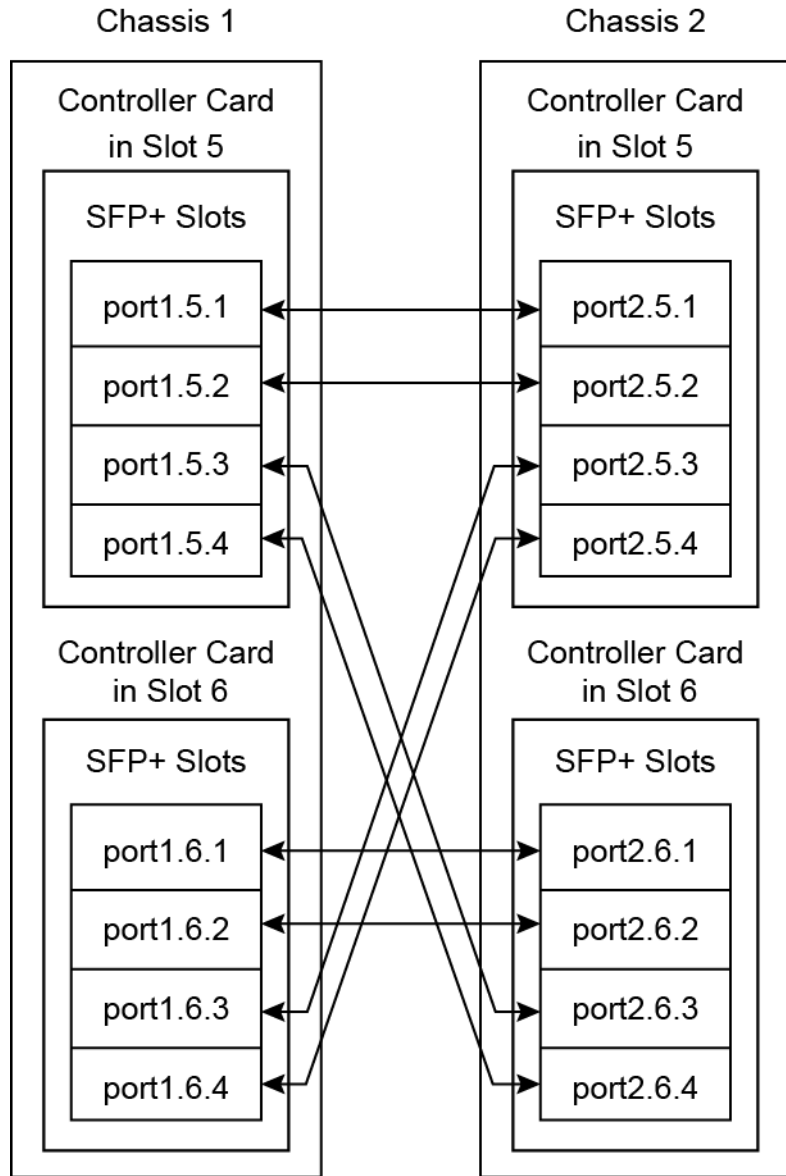 Chassis 1
Chassis 2
Controller Card
in Slot 5
SFP+ Slots
port1.5.1
port1.5.2
port1.5.3
port1.5.4
Controller Card
in Slot 6
SFP+ Slots
port1.6.1
port1.6.2
port1.6.3
port1.6.4
Controller Card
in Slot 5
SFP+ Slots
port2.5.1
port2.5.2
port2.5.3
port2.5.4
Controller Card
in Slot 6
SFP+ Slots
port2.6.1
port2.6.2
port2.6.3
port2.6.4